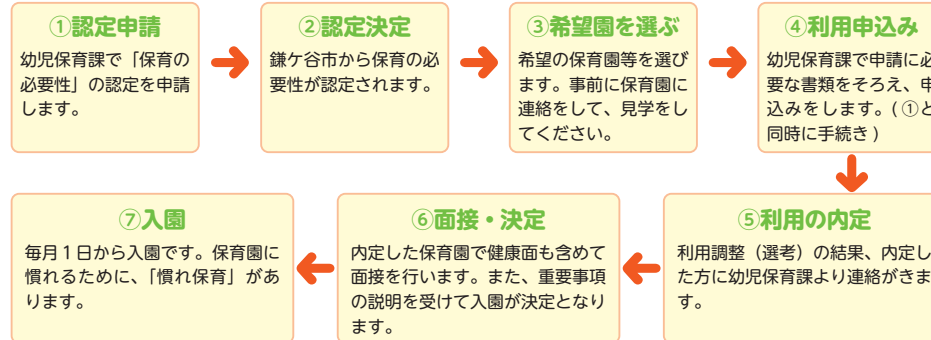 ①認定申請
幼児保育課で「保育の
必要性」の認定を申請
します。
②認定決定
鎌ケ谷市から保育の必
要性が認定されます。
③希望園を選ぶ
希望の保育園等を選び
ます。事前に保育園に
連絡をして、見学をし
てください。
④利用申込み
幼児保育課で申請に必
要な書類をそろえ、申
込みをします。(①と
同時に手続き)
⑤利用の内定
利用調整（選考）の結果、内定し
た方に幼児保育課より連絡がきま
す。
⑥面接・決定
内定した保育園で健康面も含めて
面接を行います。また、重要事項
の説明を受けて入園が決定となり
ます。
⑦入園
毎月１日から入園です。保育園に
慣れるために、「慣れ保育」があ
ります。